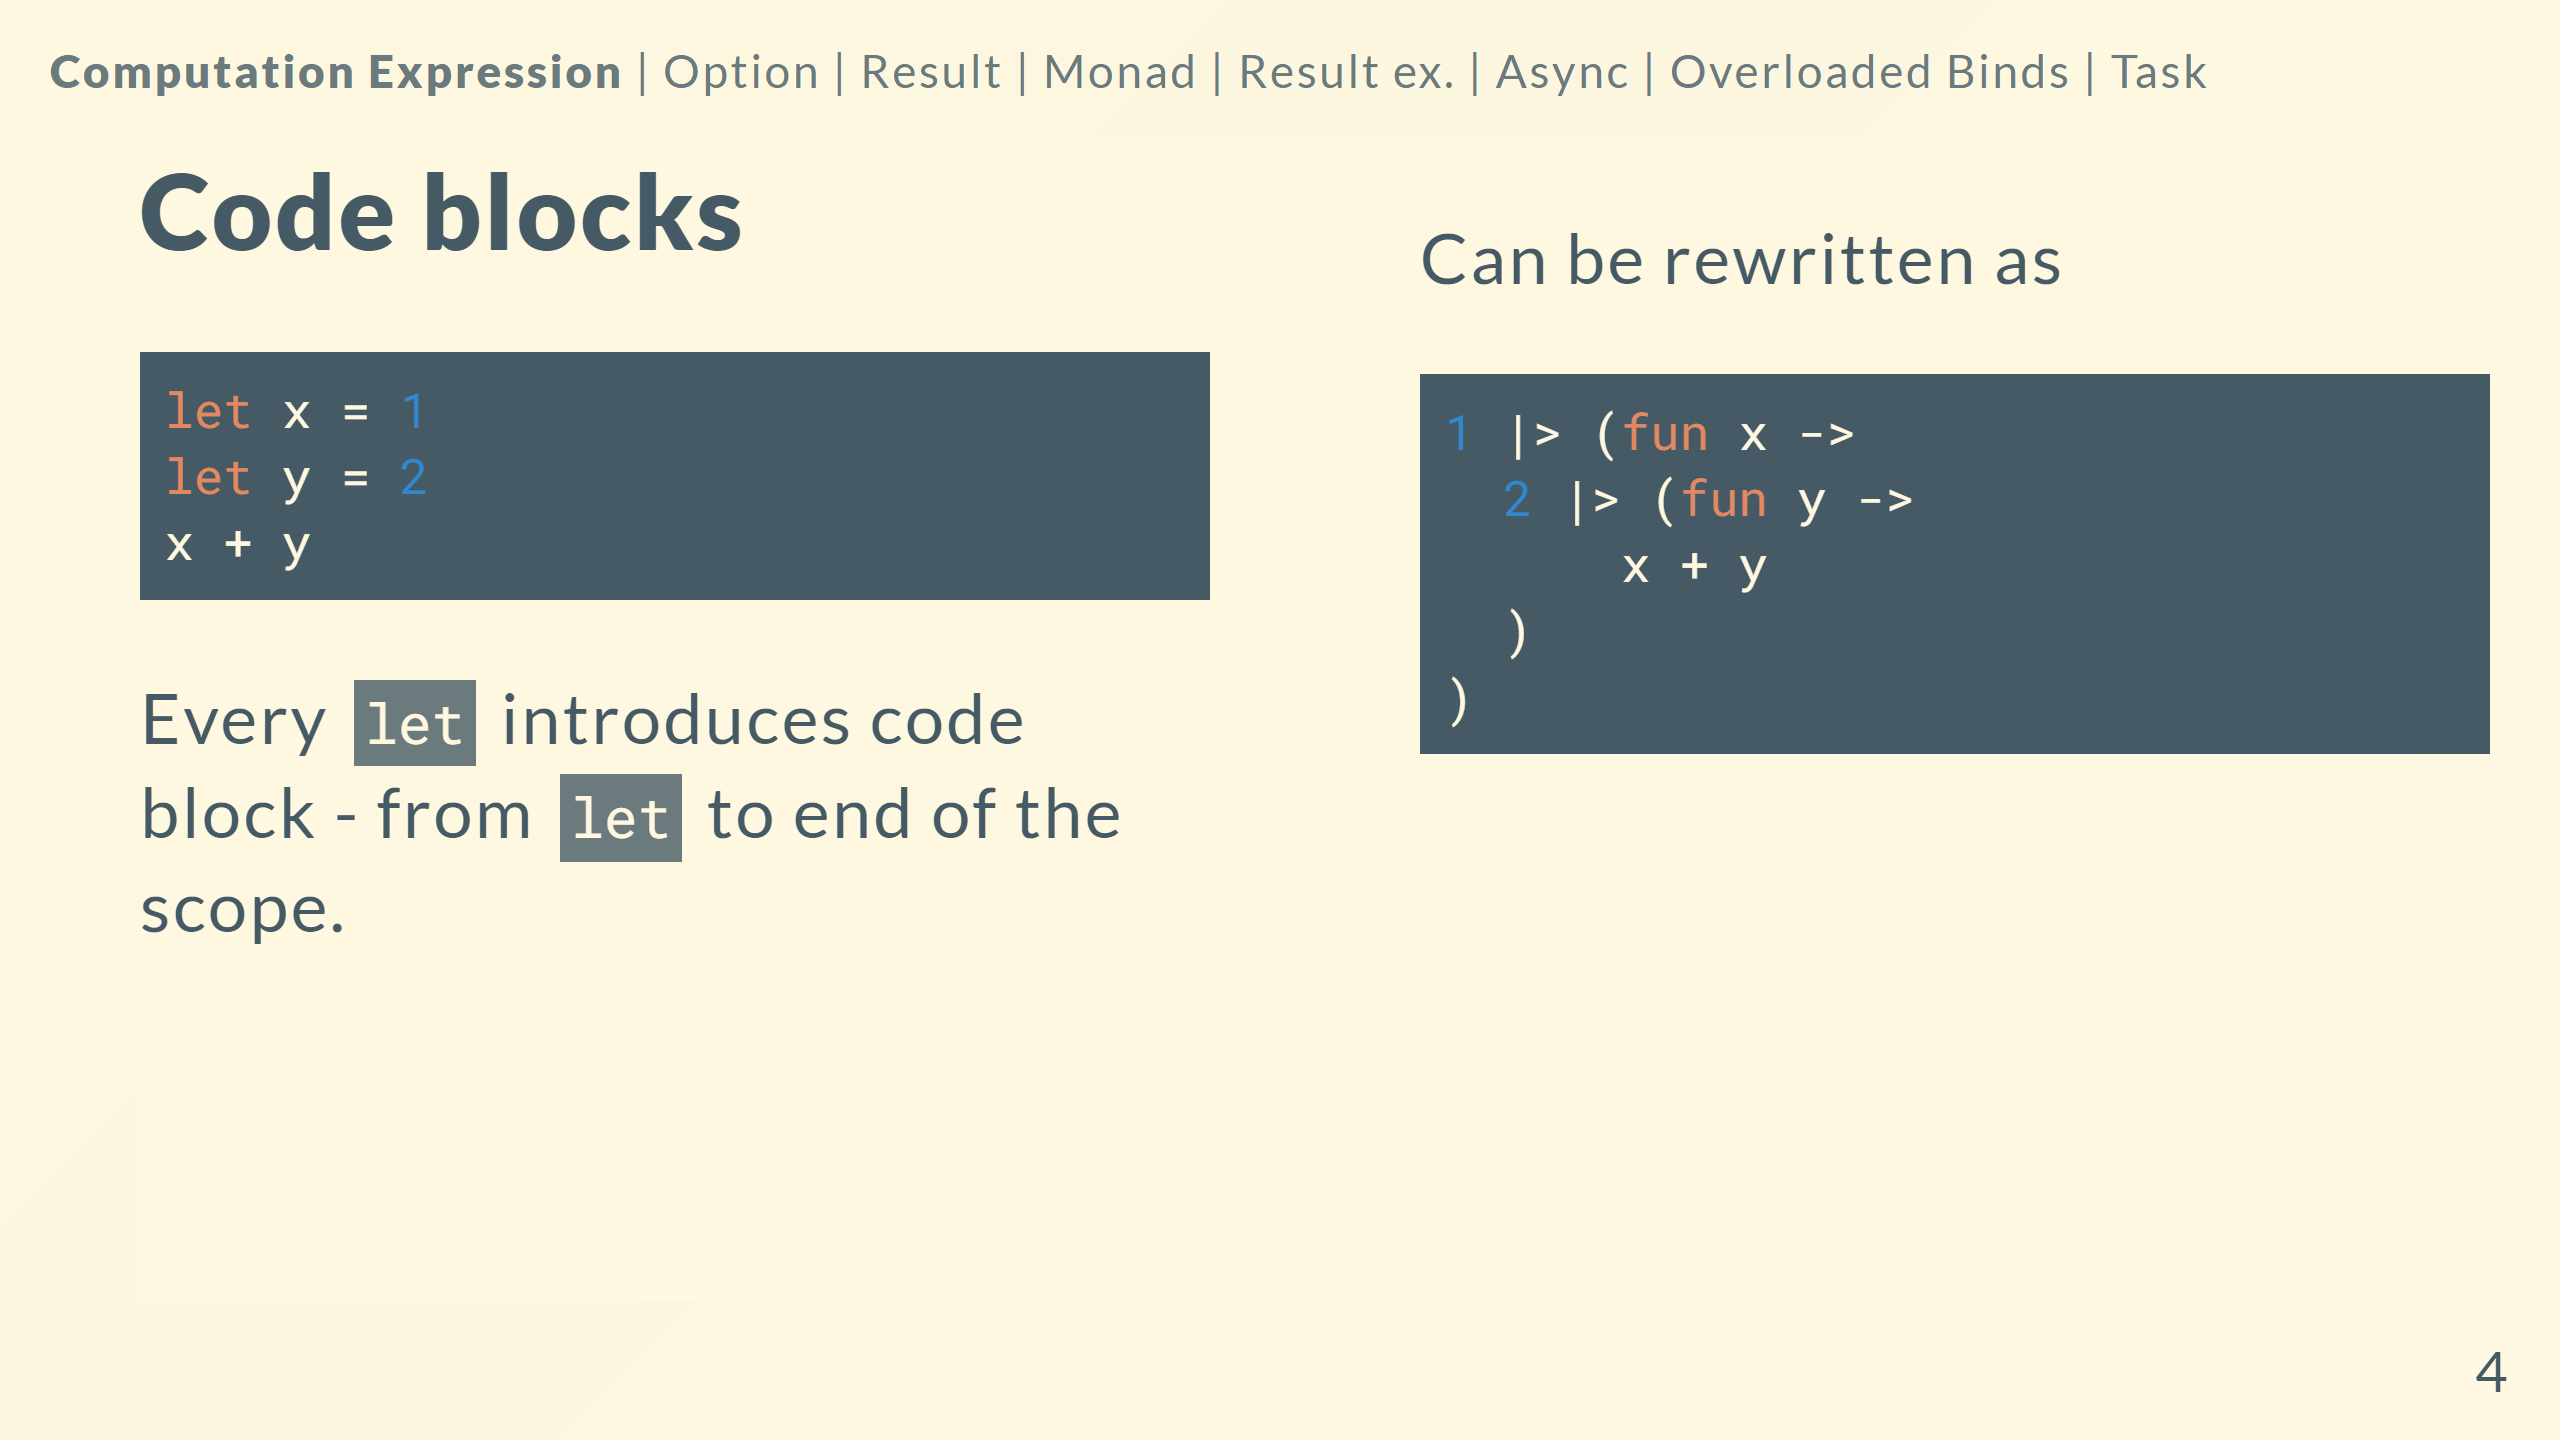 Computation Expression | Option | Result | Monad | Result ex. | Async | Overloaded Binds | Task
Code blocks
let x = 1
let y = 2
x + y
Every let introduces code
block - from let to end of the
scope.
Can be rewritten as
1 |> (fun x ->
  2 |> (fun y ->
      x + y
  )
)
4